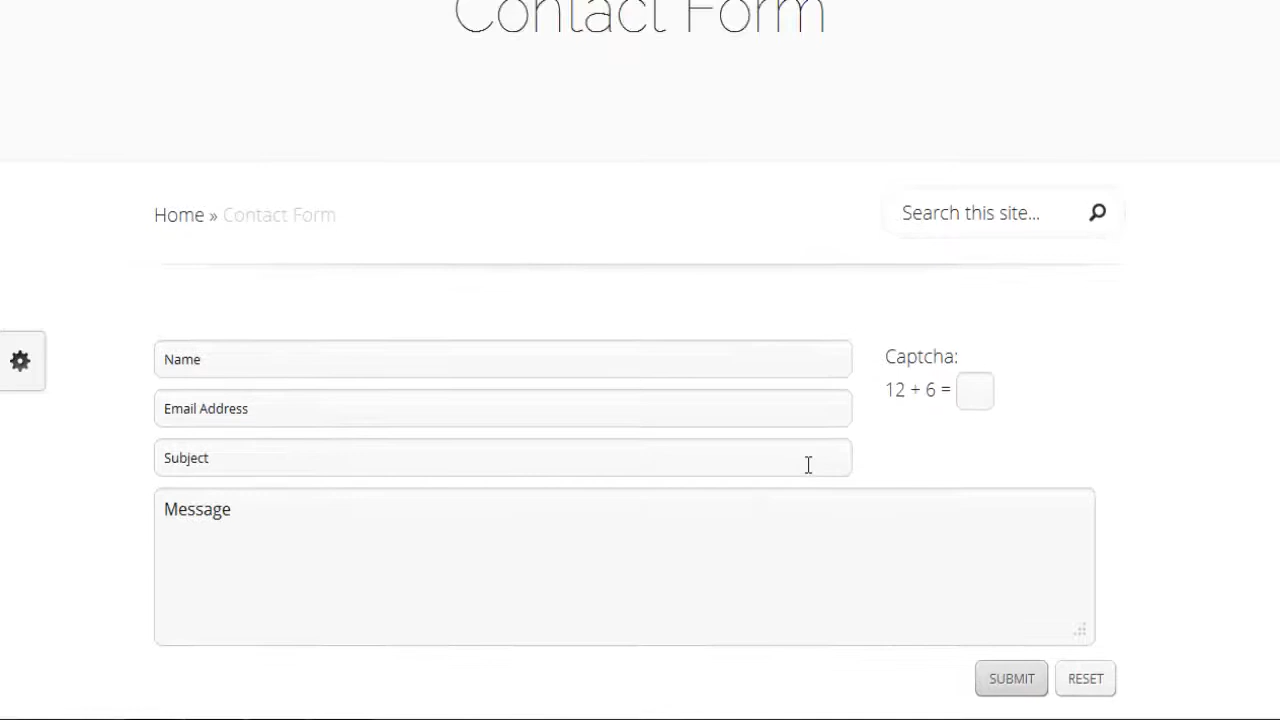 Contact Form
Home » Contact Form
Search this site...
Name
Captcha:
12 + 6 =
Email Address
Subject
Message
SUBMIT
RESET